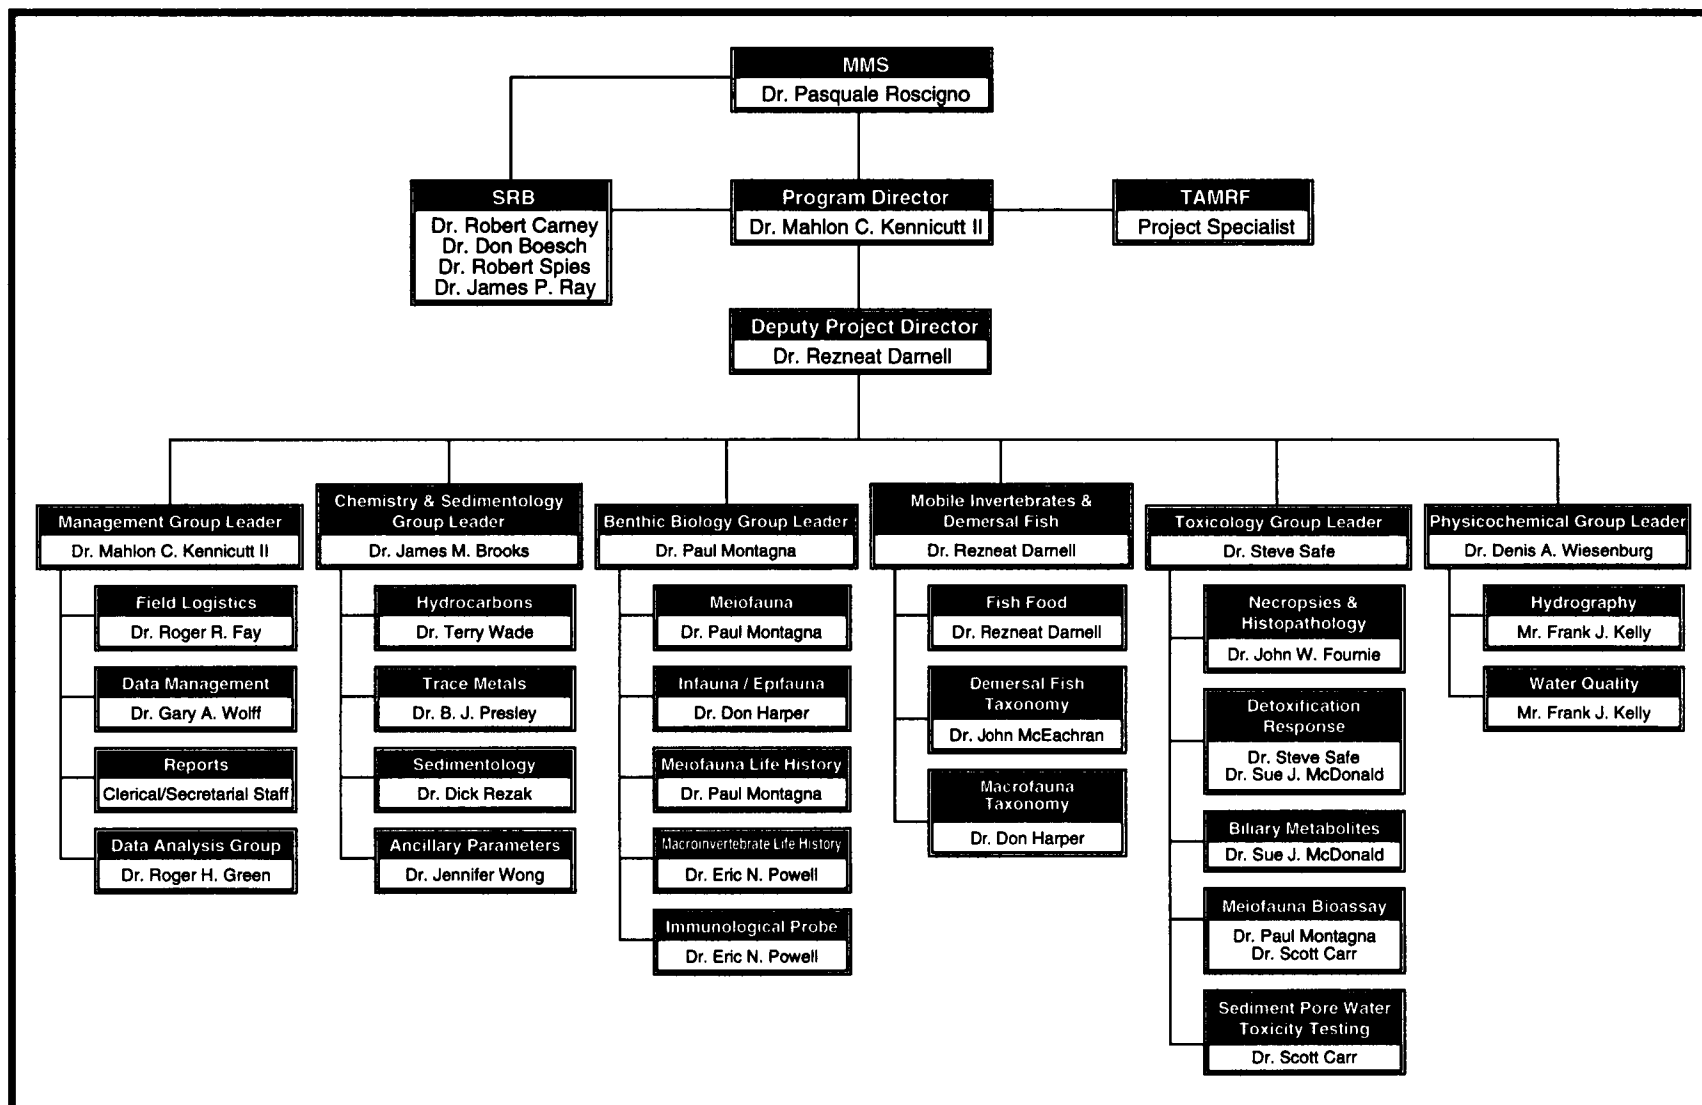 MMS
Dr. Pasquale Roscigno
SRB
Dr. Robert Carney
Dr. Don Boesch
Dr. Robert Spies
Dr. James P. Ray
Program Director
Dr. Mahlon C. Kennicutt II
TAMRF
Project Specialist
Deputy Project Director
Dr. Rezneat Darnell
Management Group Leader
Dr. Mahlon C. Kennicutt II
Field Logistics
Dr. Roger R. Fay
Data Management
Dr. Gary A. Wolff
Reports
Clerical/Secretarial Staff
Data Analysis Group
Dr. Roger H. Green
Chemistry & Sedimentology
Group Leader
Dr. James M. Brooks
Hydrocarbons
Dr. Terry Wade
Trace Metals
Dr. B. J. Presley
Sedimentology
Dr. Dick Rezak
Ancillary Parameters
Dr. Jennifer Wong
Benthic Biology Group Leader
Dr. Paul Montagna
Meiofauna
Dr. Paul Montagna
Infauna / Epifauna
Dr. Don Harper
Meiofauna Life History
Dr. Paul Montagna
Macroinvertebrate Life History
Dr. Eric N. Powell
Immunological Probe
Dr. Eric N. Powell
Mobile Invertebrates &
Demersal Fish
Dr. Rezneat Darnell
Fish Food
Dr. Rezneat Darnell
Demersal Fish
Taxonomy
Dr. John McEachran
Macrofauna
Taxonomy
Dr. Don Harper
Toxicology Group Leader
Dr. Steve Safe
Necropsies &
Histopathology
Dr. John W. Fournie
Detoxification
Response
Dr. Steve Safe
Dr. Sue J. McDonald
Biliary Metabolites
Dr. Sue J. McDonald
Meiofauna Bioassay
Dr. Paul Montagna
Dr. Scott Carr
Sediment Pore Water
Toxicity Testing
Dr. Scott Carr
Physicochemical Group Leader
Dr. Denis A. Wiesenburg
Hydrography
Mr. Frank J. Kelly
Water Quality
Mr. Frank J. Kelly